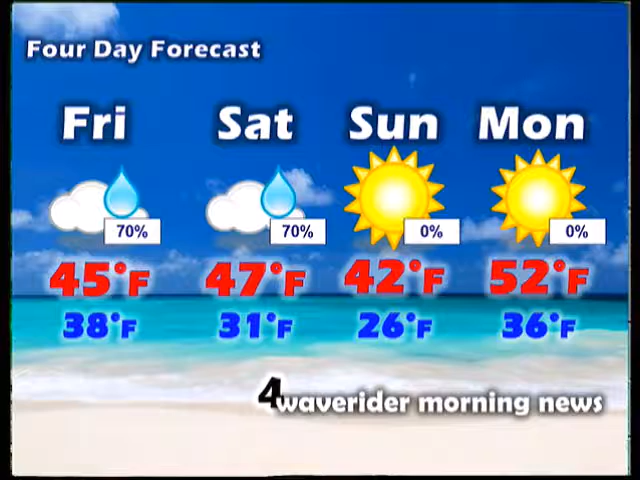 Four Day Forecast
Fri Sat Sun Mon
70% 70% 0% 0%
45°F 47°F 42°F 52°F
38°F 31°F 26°F 36°F
4waverider morning news